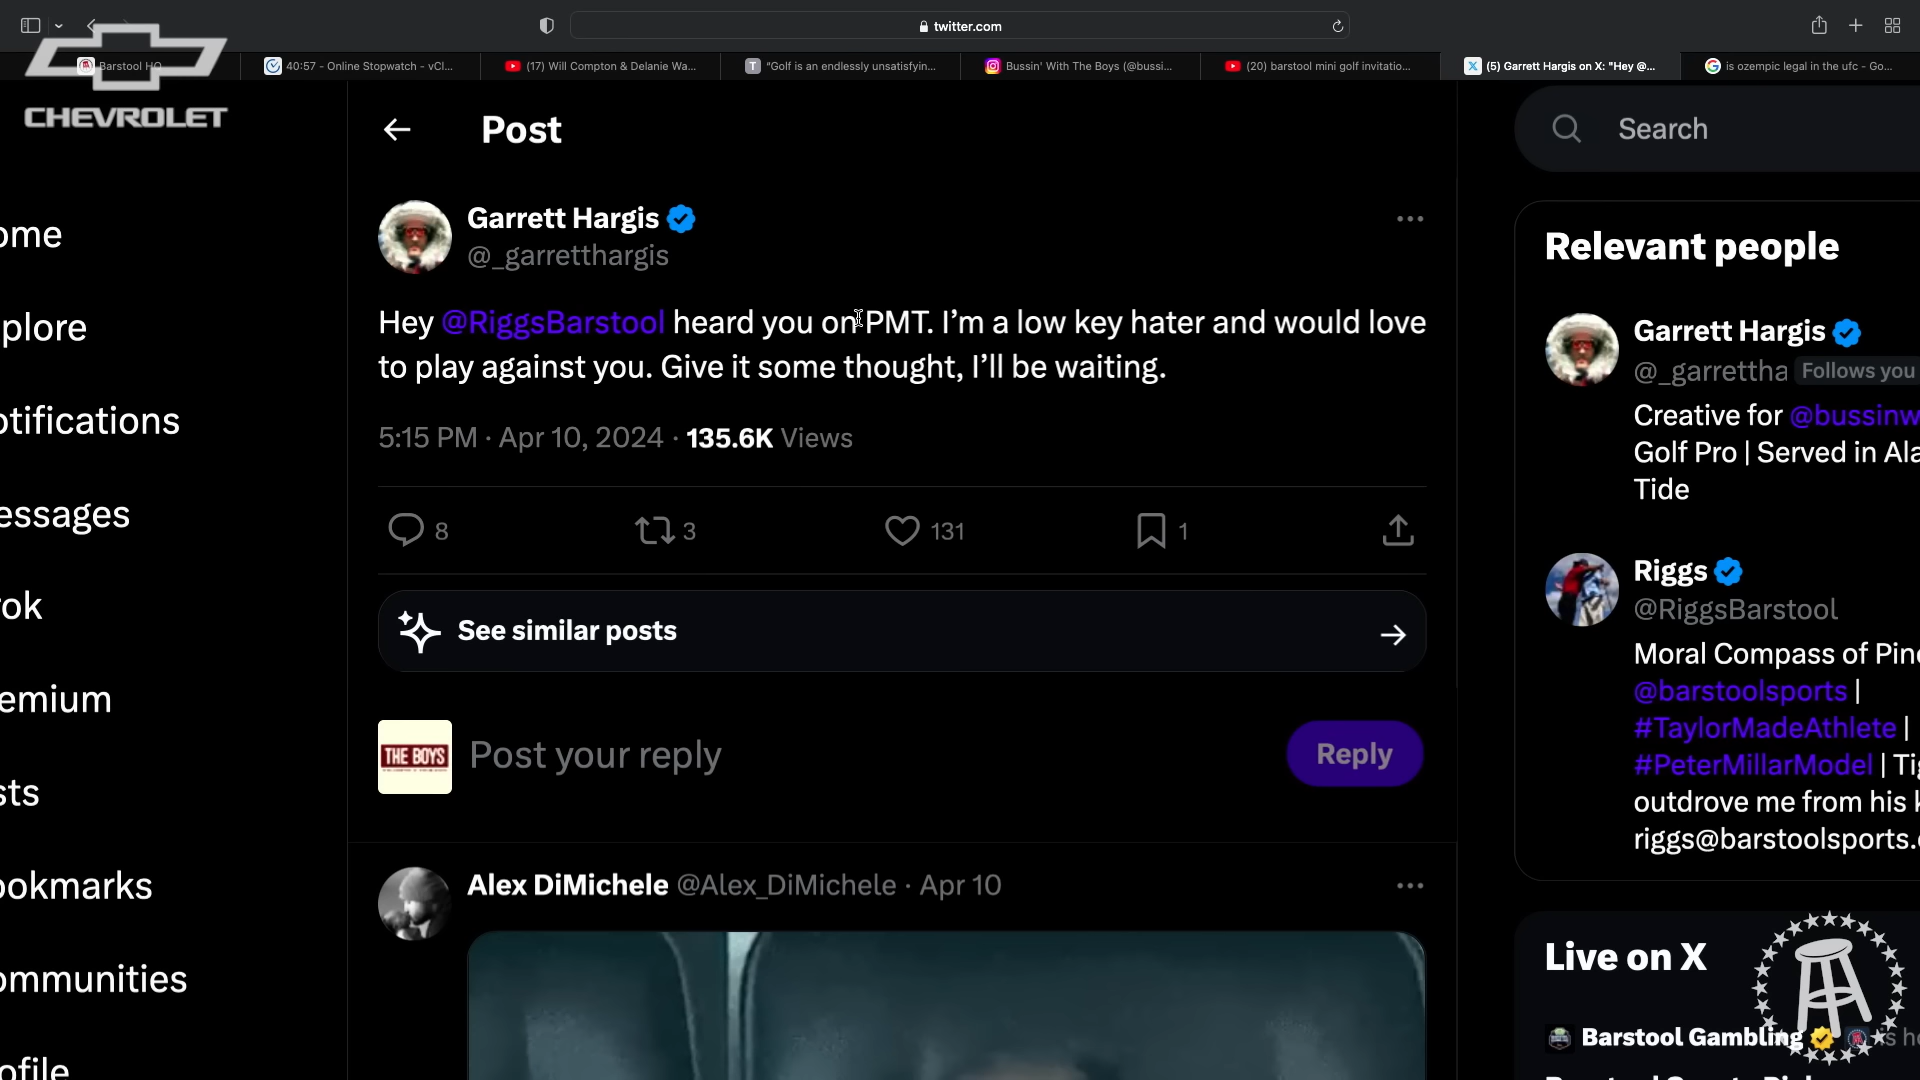 twitter.com
Barstool HQ
40:57 - Online Stopwatch - vCl...
(17) Will Compton & Delanie Wa...
"Golf is an endlessly unsatisfyin...
Bussin' With The Boys (@bussi...
(20) barstool mini golf invitatio...
(5) Garrett Hargis on X: "Hey @...
is ozempic legal in the ufc - Go...
CHEVROLET
Post
Search
ome
plore
otifications
essages
ok
emium
sts
ookmarks
ommunities
ofile
Garrett Hargis
@_garretthargis
Hey @RiggsBarstool heard you on PMT. I’m a low key hater and would love
to play against you. Give it some thought, I’ll be waiting.
5:15 PM · Apr 10, 2024 · 135.6K Views
8
3
131
1
See similar posts
THE BOYS
Post your reply
Reply
Alex DiMichele @Alex_DiMichele · Apr 10
Relevant people
Garrett Hargis
@_garrettha Follows you
Creative for @bussinw
Golf Pro | Served in Ala
Tide
Riggs
@RiggsBarstool
Moral Compass of Pine
@barstoolsports |
#TaylorMadeAthlete |
#PeterMillarModel | Tig
outdrove me from his k
riggs@barstoolsports.c
Live on X
Barstool Gambling is ho